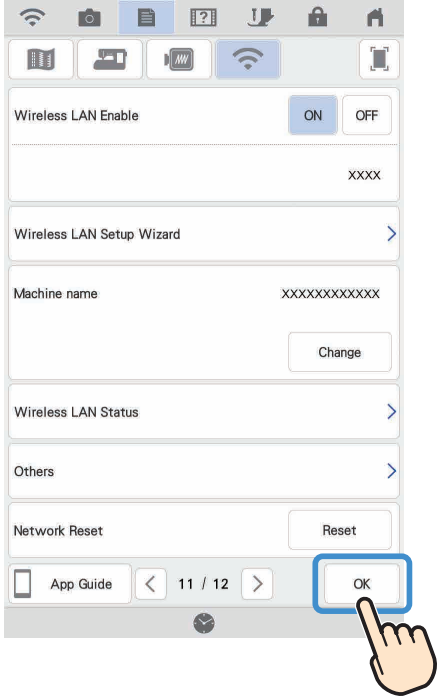 Wireless LAN Enable ON OFF
xxxx
Wireless LAN Setup Wizard
Machine name XXXXXXXXXXXX
Change
Wireless LAN Status
Others
Network Reset Reset
App Guide 11 / 12 OK